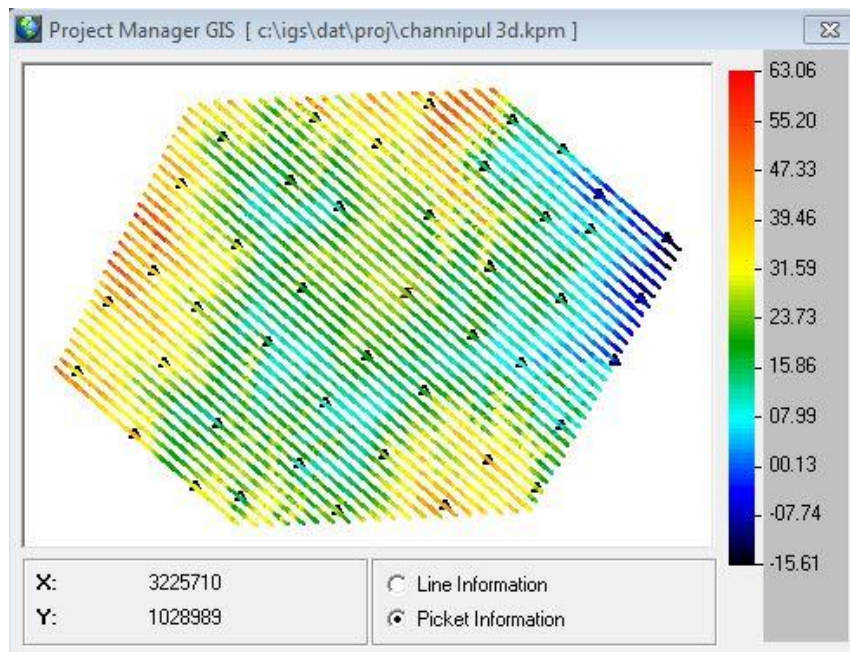 Project Manager GIS [ c:\igs\dat\proj\channipul 3d.kpm ]
63.06
55.20
47.33
39.46
31.59
23.73
15.86
07.99
00.13
-07.74
-15.61
X: 3225710
Y: 1028989
Line Information
Picket Information